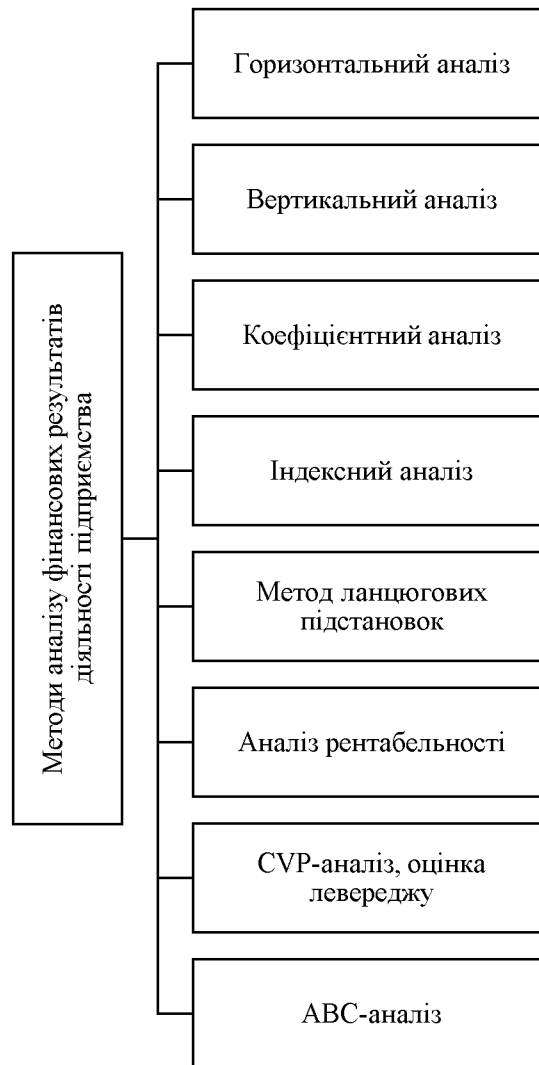 Методи аналізу фінансових результатів
діяльності підприємства
Горизонтальний аналіз
Вертикальний аналіз
Коефіцієнтний аналіз
Індексний аналіз
Метод ланцюгових
підстановок
Аналіз рентабельності
CVP-аналіз, оцінка
левереджу
АВС-аналіз